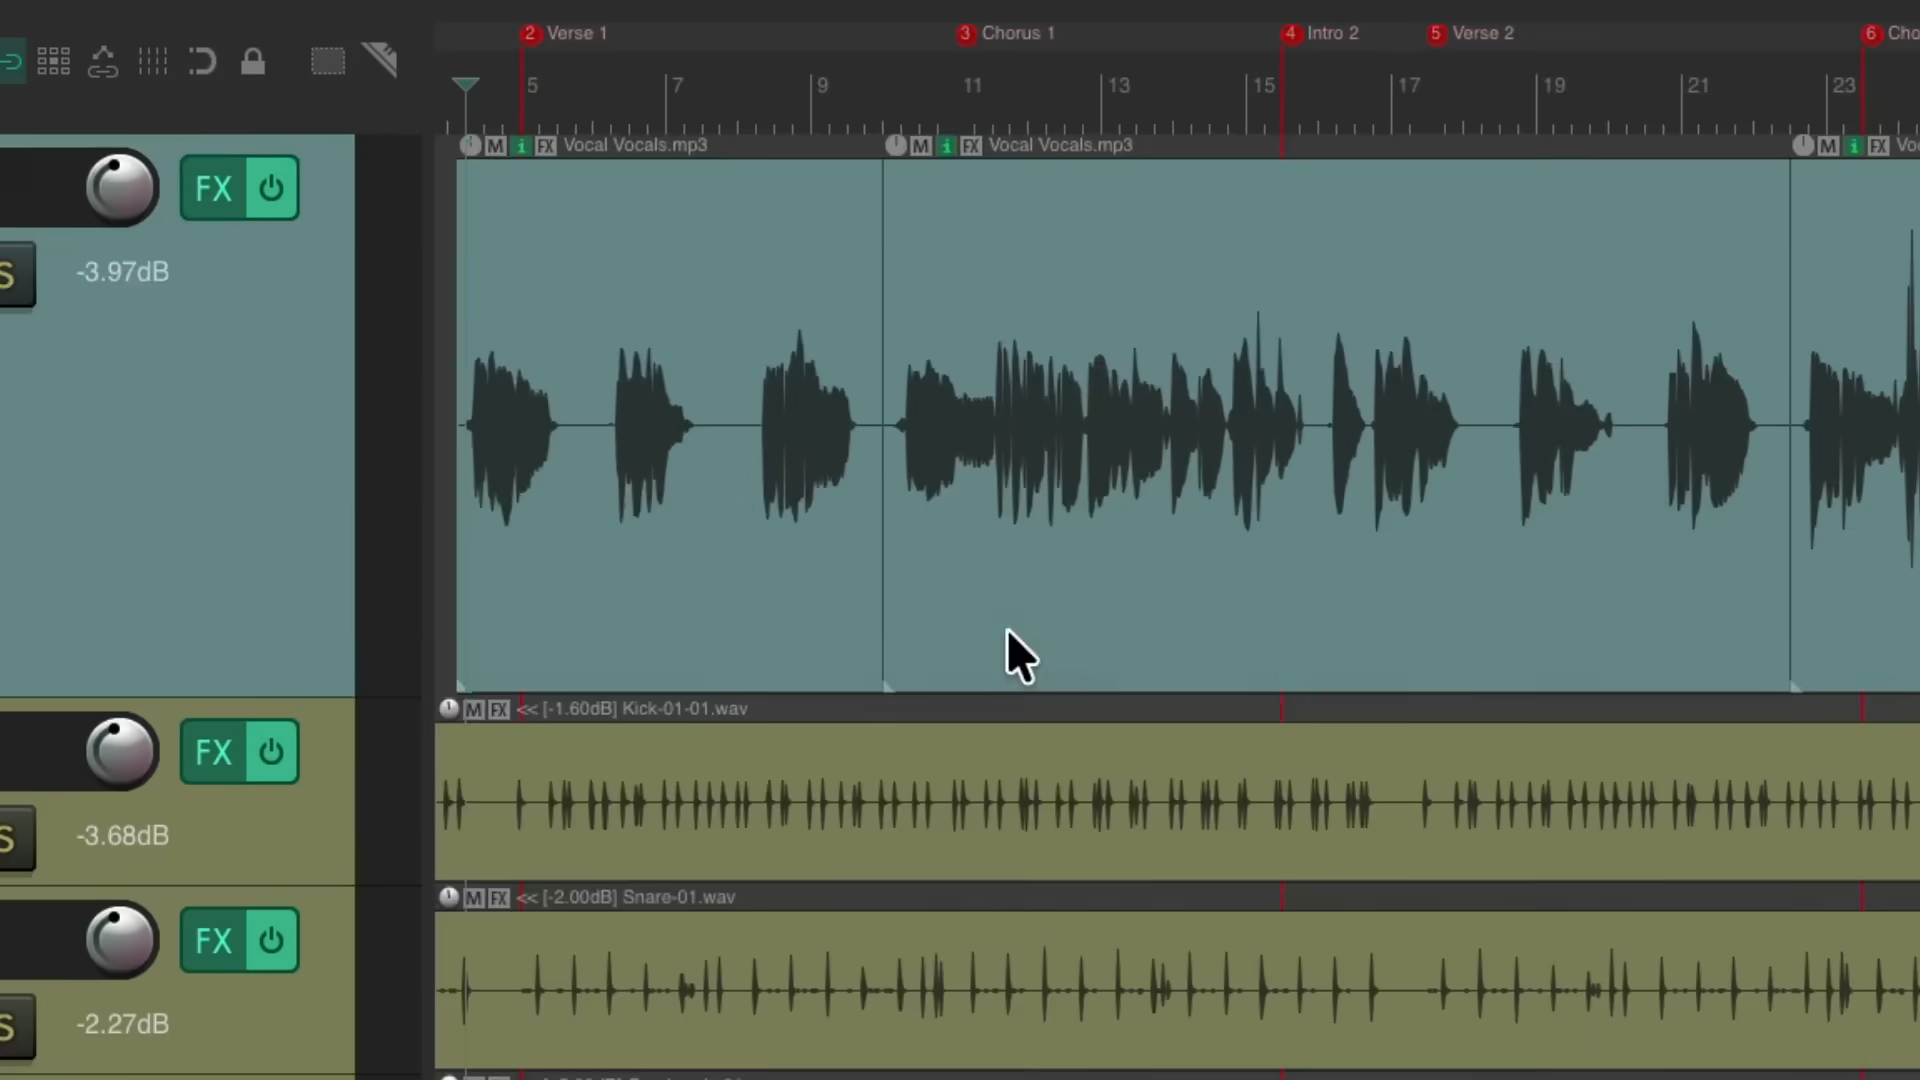 2 Verse 1 3 Chorus 1 4 Intro 2 5 Verse 2 6 Cho
5 7 9 11 13 15 17 19 21 23
M i FX Vocal Vocals.mp3 M i FX Vocal Vocals.mp3 M i FX Vo
FX
S -3.97dB
M FX << [-1.60dB] Kick-01-01.wav
FX
S -3.68dB
M FX << [-2.00dB] Snare-01.wav
FX
S -2.27dB